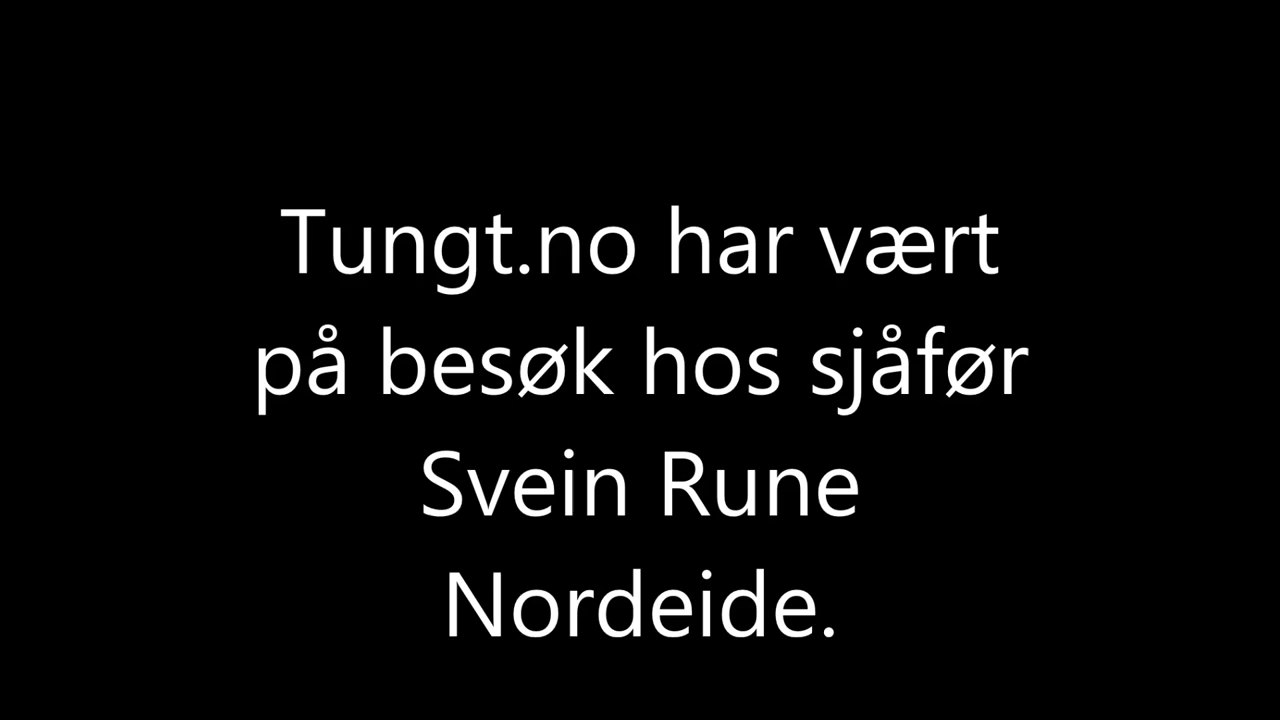 Tungt.no har vært
på besøk hos sjåfør
Svein Rune
Nordeide.